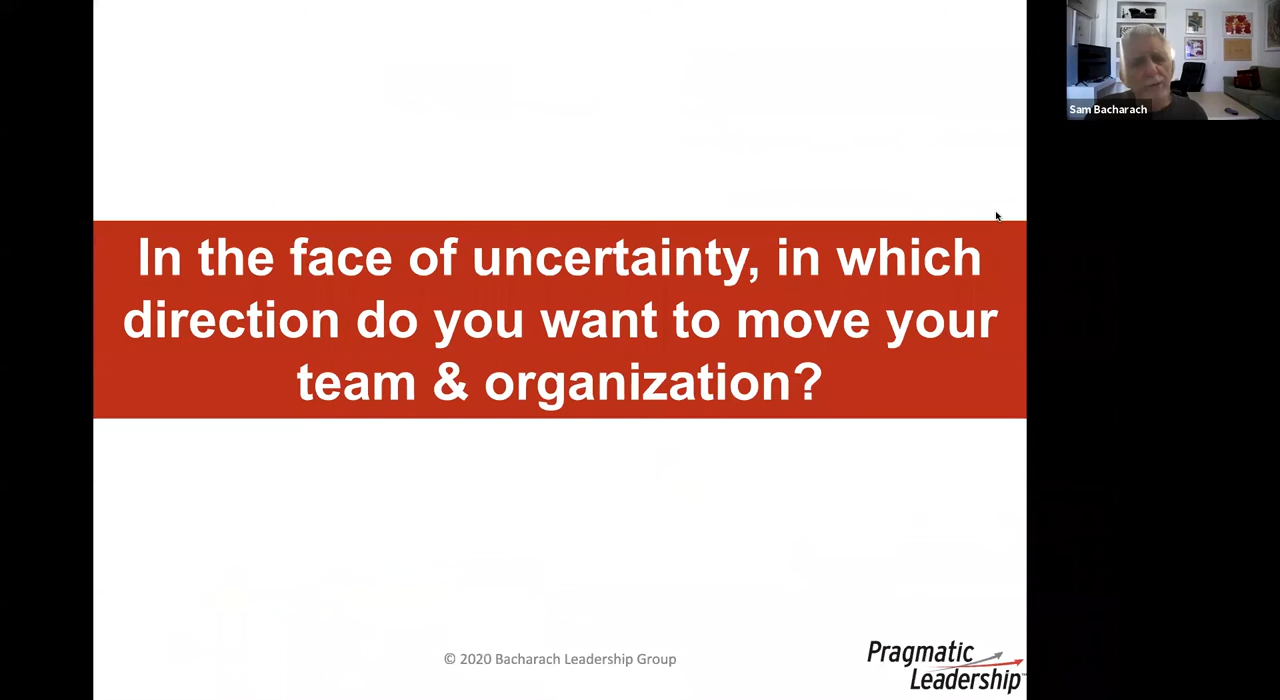 Sam Bacharach
In the face of uncertainty, in which
direction do you want to move your
team & organization?
© 2020 Bacharach Leadership Group
Pragmatic
Leadership™